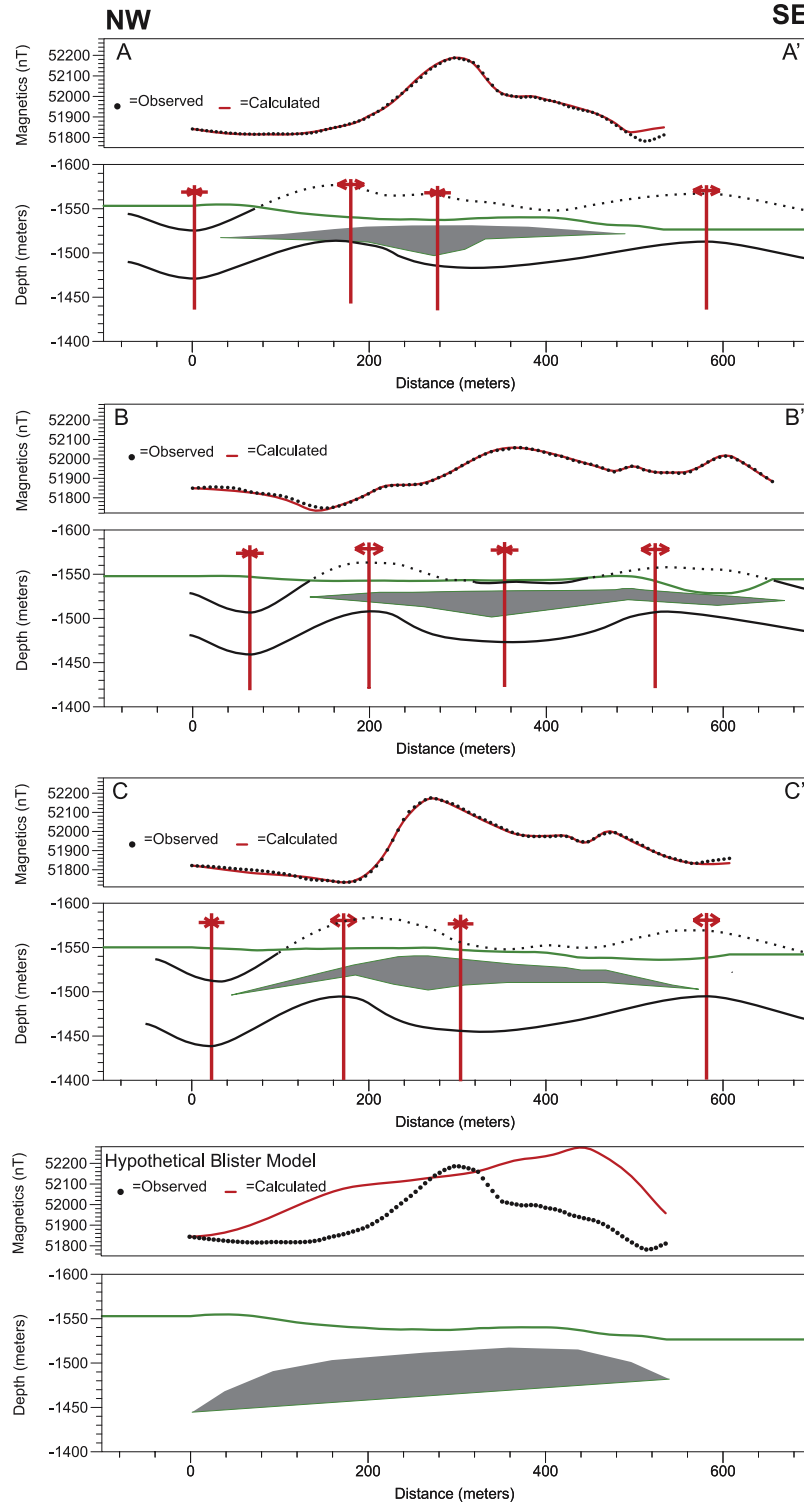 NW SE
A A'
Magnetics (nT)
52200
52100
52000
51900
51800
=Observed =Calculated
Depth (meters)
-1600
-1550
-1500
-1450
-1400
0 200 400 600
Distance (meters)
B B'
Magnetics (nT)
52200
52100
52000
51900
51800
=Observed =Calculated
Depth (meters)
-1600
-1550
-1500
-1450
-1400
0 200 400 600
Distance (meters)
C C'
Magnetics (nT)
52200
52100
52000
51900
51800
=Observed =Calculated
Depth (meters)
-1600
-1550
-1500
-1450
-1400
0 200 400 600
Distance (meters)
Hypothetical Blister Model
Magnetics (nT)
52200
52100
52000
51900
51800
=Observed =Calculated
Depth (meters)
-1600
-1550
-1500
-1450
-1400
0 200 400 600
Distance (meters)